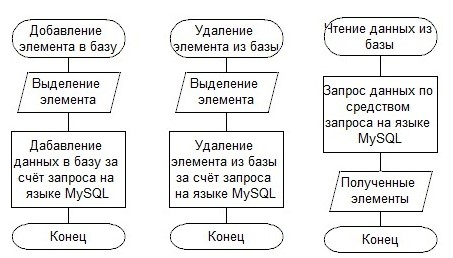 Добавление
элемента в базу
Выделение
элемента
Дабавление
данных в базу за
счёт запроса на
языке MySQL
Конец
Удаление
элемента из базы
Выделение
элемента
Удаление
элемента из базы
за счёт запроса
на языке MySQL
Конец
Чтение данных из
базы
Запрос данных по
средством
запроса на языке
MySQL
Полученные
элементы
Конец